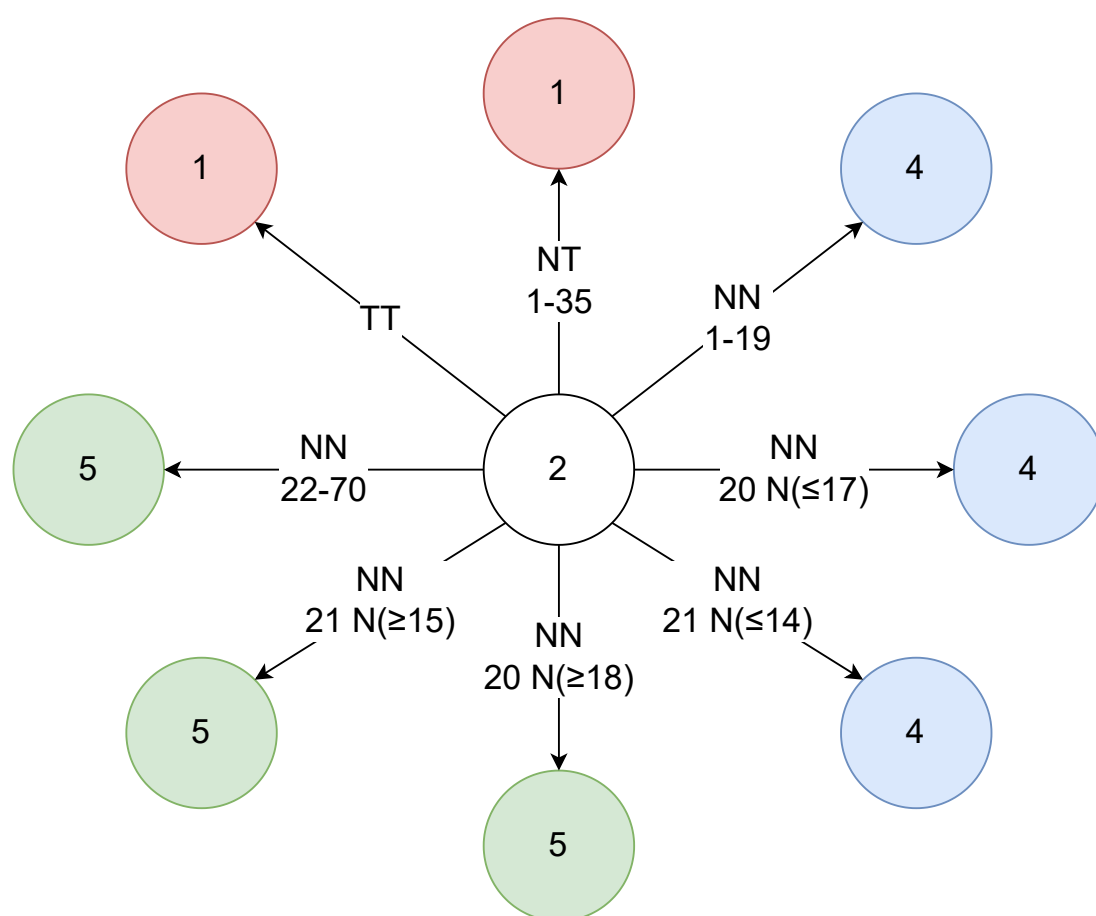 1
1
4
NT
1-35
NN
1-19
TT
5
NN
22-70
2
NN
20 N(≤17)
4
NN
21 N(≥15)
NN
20 N(≥18)
NN
21 N(≤14)
5
4
5